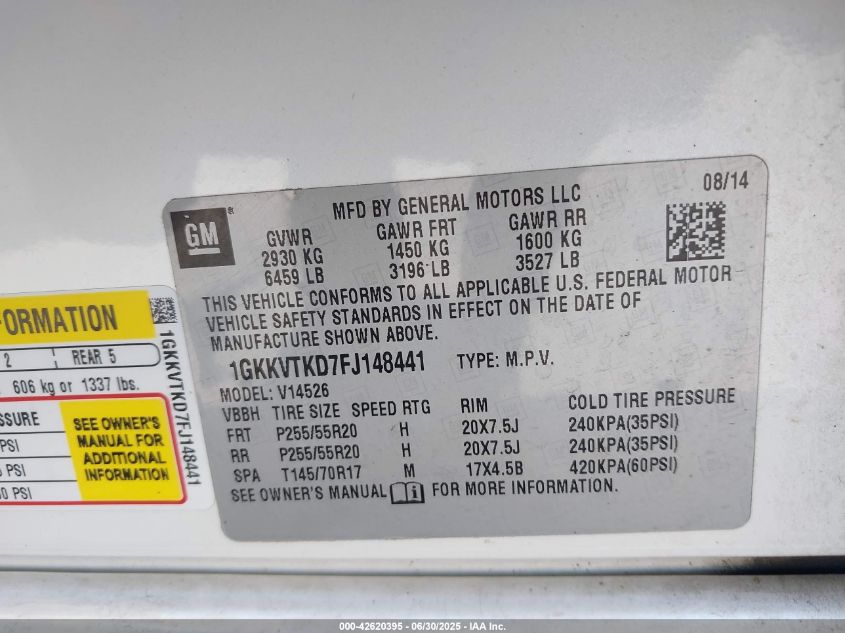 08/14
GM
®
MFD BY GENERAL MOTORS LLC
GVWR GAWR FRT GAWR RR
2930 KG 1450 KG 1600 KG
6459 LB 3196 LB 3527 LB
THIS VEHICLE CONFORMS TO ALL APPLICABLE U.S. FEDERAL MOTOR
VEHICLE SAFETY STANDARDS IN EFFECT ON THE DATE OF
MANUFACTURE SHOWN ABOVE.
1GKKVTKD7FJ148441 TYPE: M.P.V.
MODEL: V14526
VBBH TIRE SIZE SPEED RTG RIM COLD TIRE PRESSURE
FRT P255/55R20 H 20X7.5J 240KPA(35PSI)
RR P255/55R20 H 20X7.5J 240KPA(35PSI)
SPA T145/70R17 M 17X4.5B 420KPA(60PSI)
SEE OWNER'S MANUAL i FOR MORE INFORMATION.
2 REAR 5
606 kg or 1337 lbs.
PSI
PSI
PSI
SEE OWNER'S
MANUAL FOR
ADDITIONAL
INFORMATION
1GKKVTKD7FJ148441
000-42620395 - 06/30/2025 - IAA Inc.